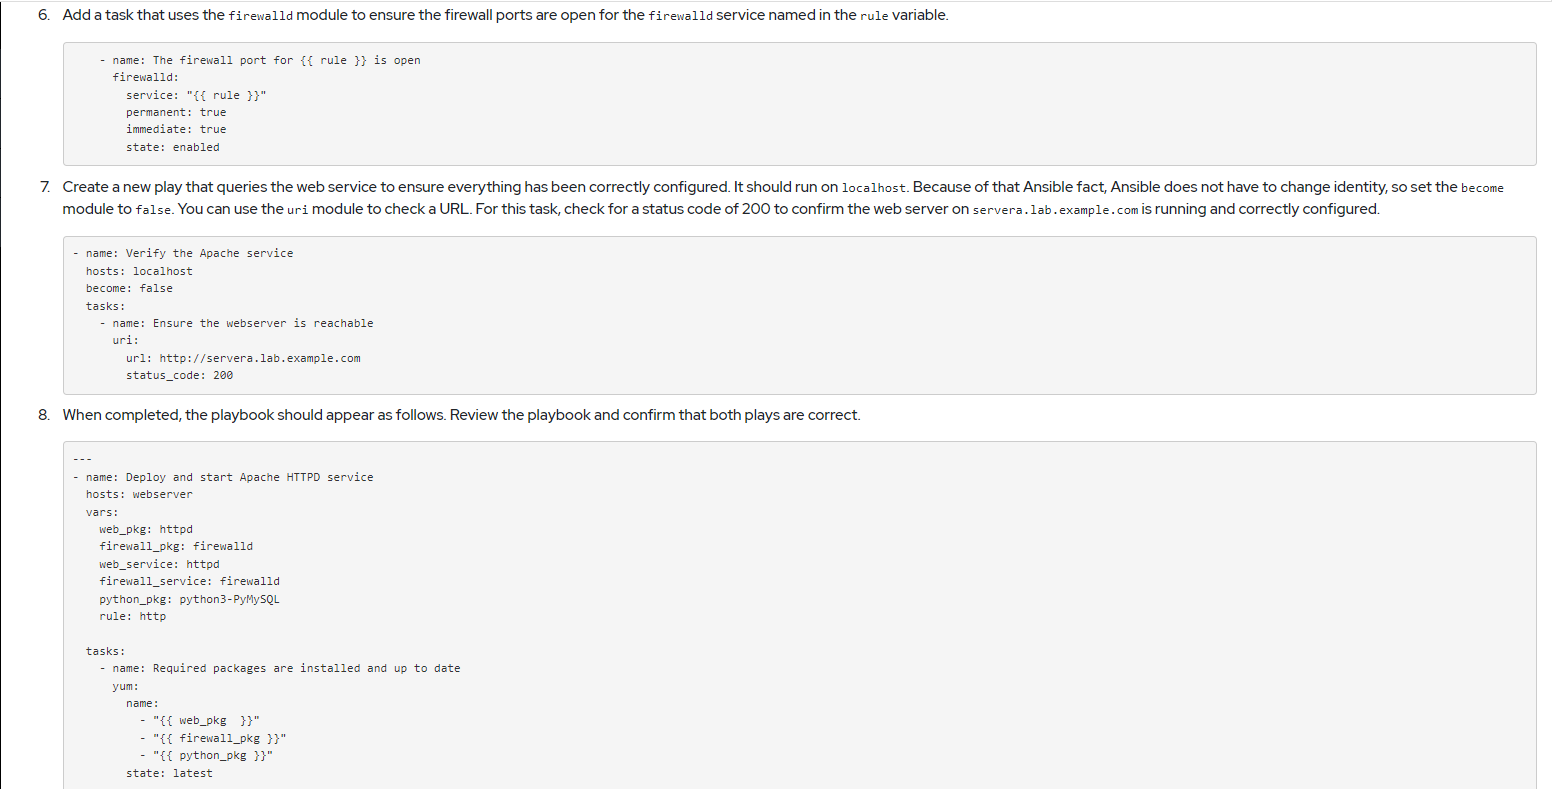 6. Add a task that uses the firewalld module to ensure the firewall ports are open for the firewalld service named in the rule variable.
    - name: The firewall port for {{ rule }} is open
      firewalld:
        service: "{{ rule }}"
        permanent: true
        immediate: true
        state: enabled
7. Create a new play that queries the web service to ensure everything has been correctly configured. It should run on localhost. Because of that Ansible fact, Ansible does not have to change identity, so set the become
module to false. You can use the uri module to check a URL. For this task, check for a status code of 200 to confirm the web server on servera.lab.example.com is running and correctly configured.
- name: Verify the Apache service
  hosts: localhost
  become: false
  tasks:
    - name: Ensure the webserver is reachable
      uri:
        url: http://servera.lab.example.com
        status_code: 200
8. When completed, the playbook should appear as follows. Review the playbook and confirm that both plays are correct.
---
- name: Deploy and start Apache HTTPD service
  hosts: webserver
  vars:
    web_pkg: httpd
    firewall_pkg: firewalld
    web_service: httpd
    firewall_service: firewalld
    python_pkg: python3-PyMySQL
    rule: http
  tasks:
    - name: Required packages are installed and up to date
      yum:
        name:
          - "{{ web_pkg  }}"
          - "{{ firewall_pkg }}"
          - "{{ python_pkg }}"
        state: latest